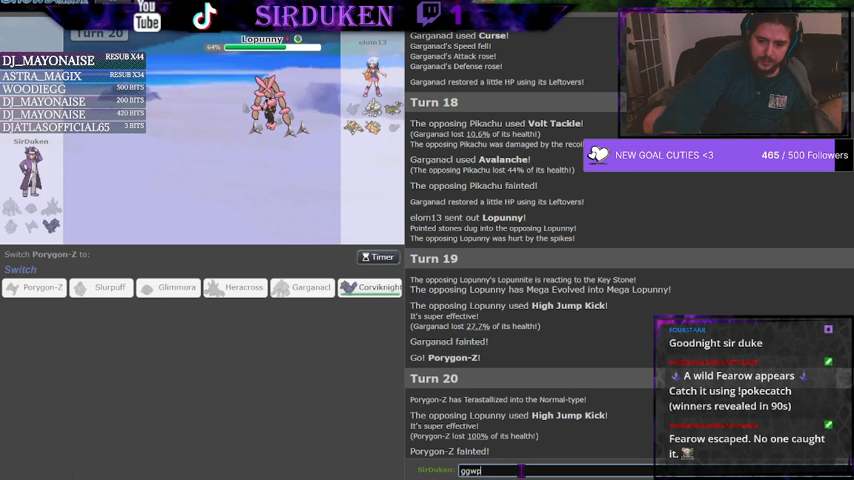 You
Tube
SIRDUKEN
1
Turn 20
DJ_MAYONAISE RESUB X44
ASTRA_MAGIX RESUB X34
WOODIEGG 500 BITS
DJ_MAYONAISE 200 BITS
DJ_MAYONAISE 420 BITS
DJATLASOFFICIAL65 3 BITS
SirDuken
Lopunny
64%
elom13
Switch Porygon-Z to:
Timer
Switch
Porygon-Z
Slurpuff
Glimmora
Heracross
Garganacl
Corviknight
Garganacl used Curse!
Garganacl's Speed fell!
Garganacl's Attack rose!
Garganacl's Defense rose!
Garganacl restored a little HP using its Leftovers!
Turn 18
The opposing Pikachu used Volt Tackle!
(Garganacl lost 10.6% of its health!)
The opposing Pikachu was damaged by the recoi
Garganacl used Avalanche!
(The opposing Pikachu lost 44% of its health!)
The opposing Pikachu fainted!
Garganacl restored a little HP using its Leftovers!
elom13 sent out Lopunny!
Pointed stones dug into the opposing Lopunny!
The opposing Lopunny was hurt by the spikes!
Turn 19
The opposing Lopunny's Lopunnite is reacting to the Key Stone!
The opposing Lopunny has Mega Evolved into Mega Lopunny!
The opposing Lopunny used High Jump Kick!
It's super effective!
(Garganacl lost 27.7% of its health!)
Garganacl fainted!
Go! Porygon-Z!
Turn 20
Porygon-Z has Terastallized into the Normal-type!
The opposing Lopunny used High Jump Kick!
It's super effective!
(Porygon-Z lost 100% of its health!)
Porygon-Z fainted!
SirDuken: ggwp
NEW GOAL CUTIES <3 465 / 500 Followers
FOURSTAAR
Goodnight sir duke
A wild Fearow appears
Catch it using !pokecatch
(winners revealed in 90s)
Fearow escaped. No one caught
it.